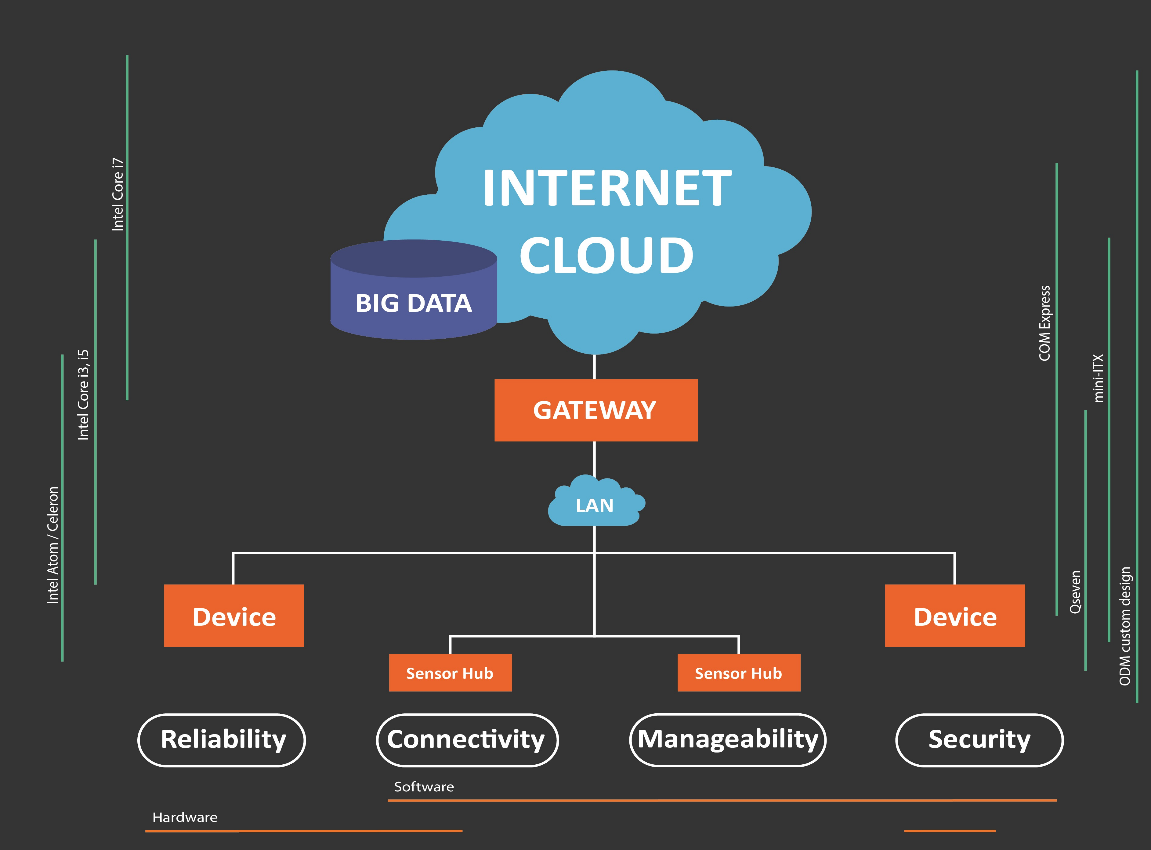 INTERNET
CLOUD
BIG DATA
GATEWAY
LAN
Device
Device
Sensor Hub
Sensor Hub
Reliability
Connectivity
Manageability
Security
Software
Hardware
Intel Atom / Celeron
Intel Core i3, i5
Intel Core i7
COM Express
Qseven
mini-ITX
ODM custom design